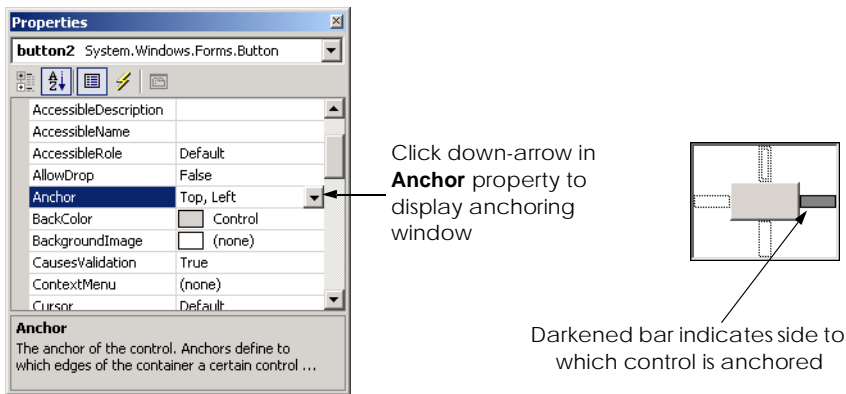 Properties
button2 System.Windows.Forms.Button
AccessibleDescription
AccessibleName
AccessibleRole Default
AllowDrop False
Anchor Top, Left
BackColor Control
BackgroundImage (none)
CausesValidation True
ContextMenu (none)
Cursor Default
Anchor
The anchor of the control. Anchors define to
which edges of the container a certain control ...
Click down-arrow in
Anchor property to
display anchoring
window
Darkened bar indicates side to
which control is anchored